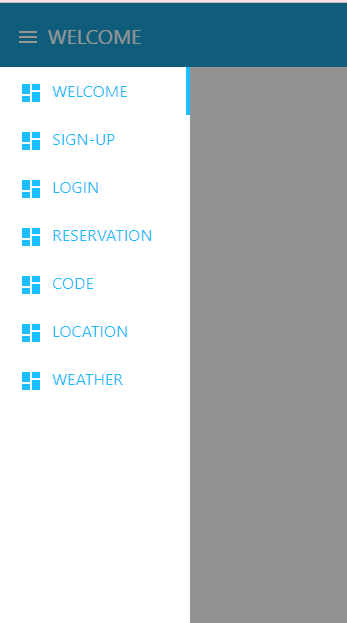 WELCOME
WELCOME
SIGN-UP
LOGIN
RESERVATION
CODE
LOCATION
WEATHER